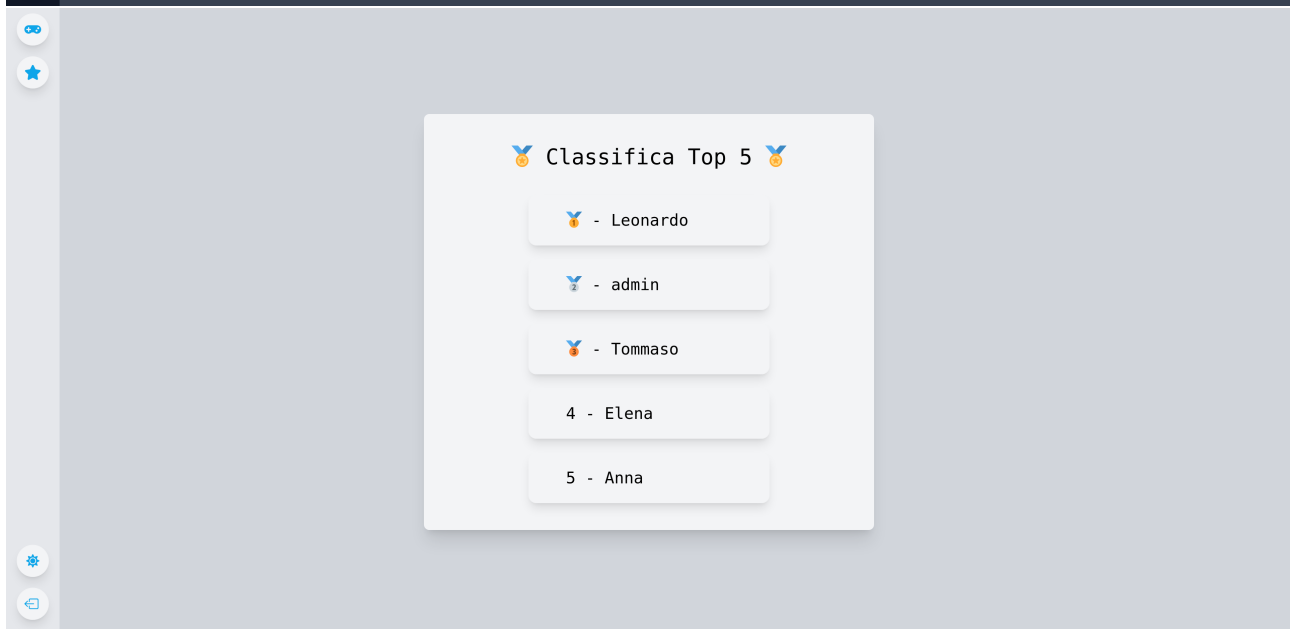 🏅 Classifica Top 5 🏅
🥇 - Leonardo
🥈 - admin
🥉 - Tommaso
4 - Elena
5 - Anna